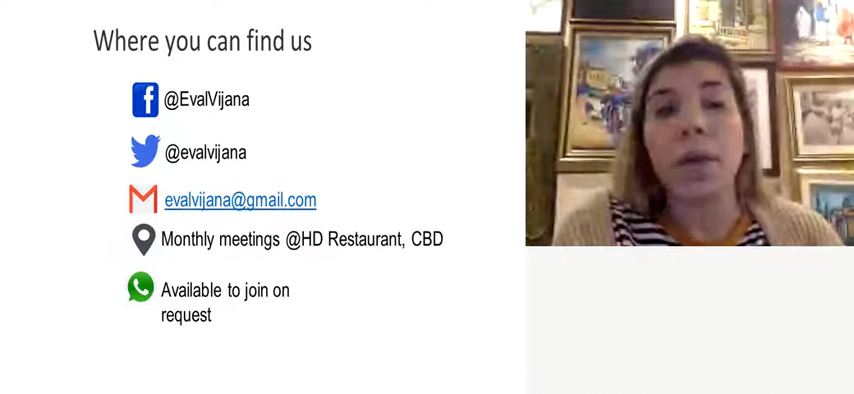 Where you can find us
@EvalVijana
@evalvijana
evalvijana@gmail.com
Monthly meetings @HD Restaurant, CBD
Available to join on
request